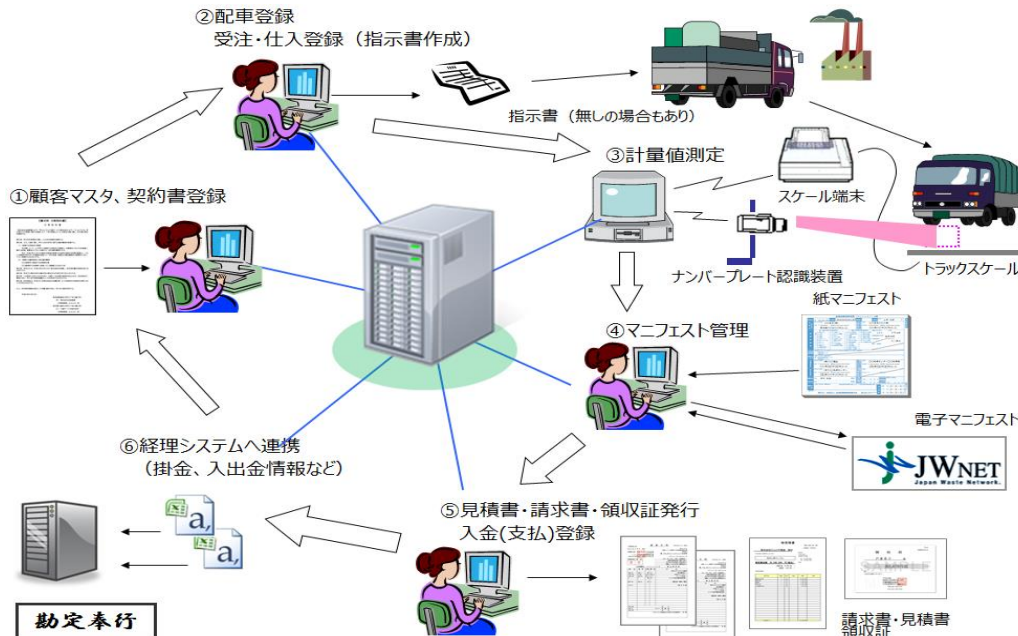 ②配車登録
受注・仕入登録（指示書作成）
指示書（無しの場合もあり）
③計量値測定
スケール端末
①顧客マスタ、契約書登録
ナンバープレート認識装置
トラックスケール
紙マニフェスト
④マニフェスト管理
電子マニフェスト
JWNET
Japan Waste Network.
⑥経理システムへ連携
（掛金、入出金情報など）
a,
a,
⑤見積書・請求書・領収証発行
入金(支払)登録
勘定奉行
請求書・見積書
領収証